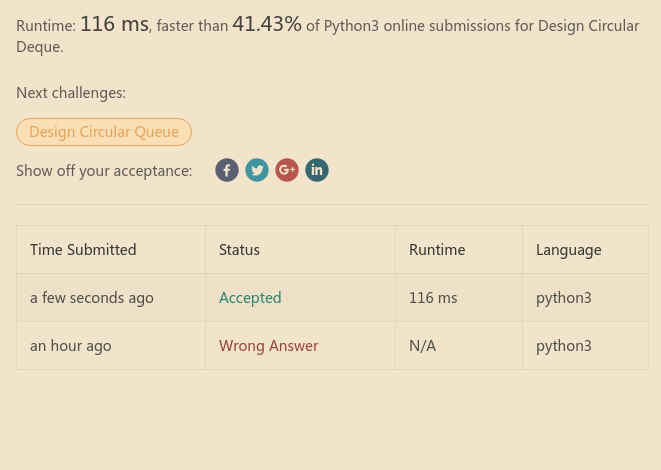 Runtime: 116 ms, faster than 41.43% of Python3 online submissions for Design Circular
Deque.
Next challenges:
Design Circular Queue
Show off your acceptance: f G+ in
Time Submitted Status Runtime Language
a few seconds ago Accepted 116 ms python3
an hour ago Wrong Answer N/A python3